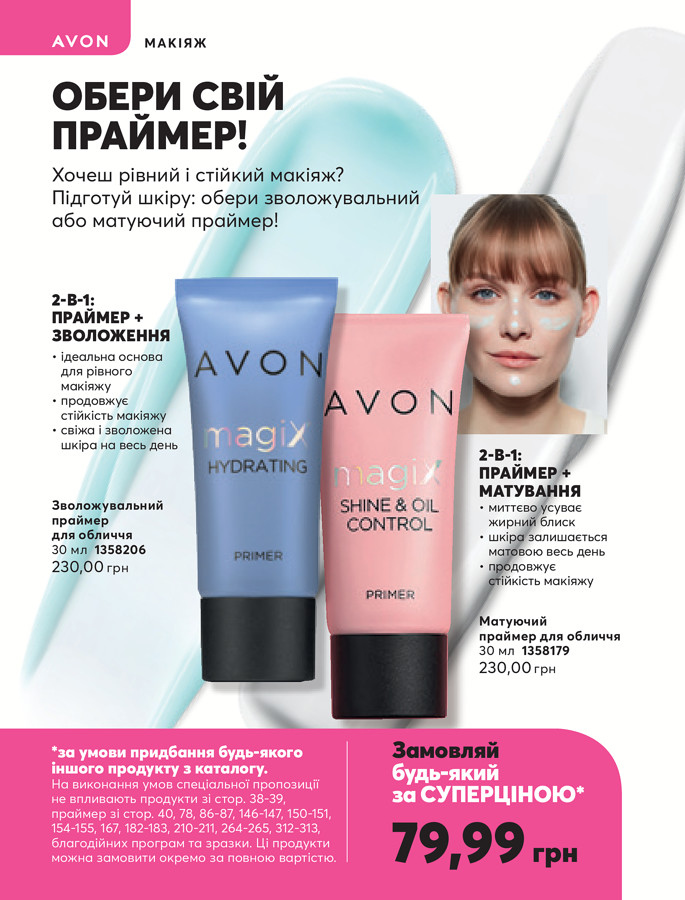 AVON
МАКІЯЖ
ОБЕРИ СВІЙ
ПРАЙМЕР!
Хочеш рівний і стійкий макіяж?
Підготуй шкіру: обери зволожувальний
або матуючий праймер!
2-В-1:
ПРАЙМЕР +
ЗВОЛОЖЕННЯ
• ідеальна основа
для рівного
макіяжу
• продовжує
стійкість макіяжу
• свіжа і зволожена
шкіра на весь день
Зволожувальний
праймер
для обличчя
30 мл 1358206
230,00 грн
AVON
magiX
HYDRATING
PRIMER
AVON
magiX
SHINE & OIL
CONTROL
PRIMER
2-В-1:
ПРАЙМЕР +
МАТУВАННЯ
• миттєво усуває
жирний блиск
• шкіра залишається
матовою весь день
• продовжує
стійкість макіяжу
Матуючий
праймер для обличчя
30 мл 1358179
230,00 грн
*за умови придбання будь-якого
іншого продукту з каталогу.
На виконання умов спеціальної пропозиції
не впливають продукти зі стор. 38-39,
праймер зі стор. 40, 78, 86-87, 146-147, 150-151,
154-155, 167, 182-183, 210-211, 264-265, 312-313,
благодійних програм та зразки. Ці продукти
можна замовити окремо за повною вартістю.
Замовляй
будь-який
за СУПЕРЦІНОЮ*
79,99 грн